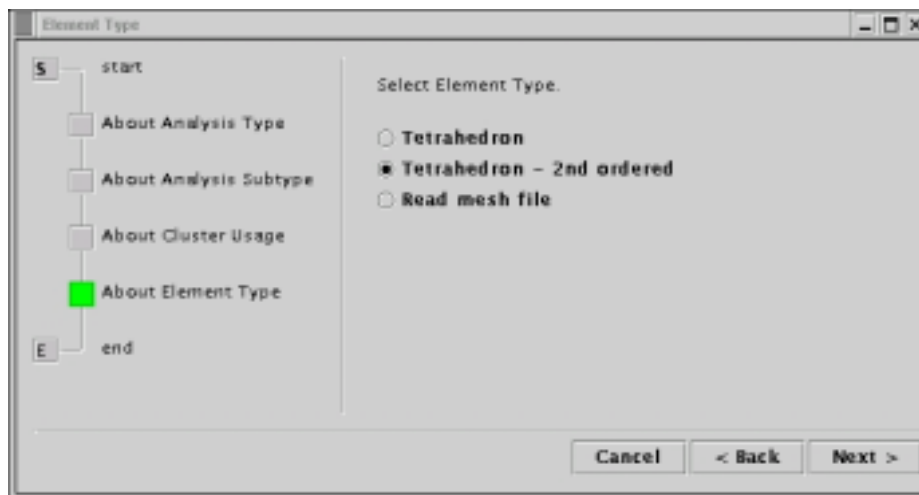 Element Type
S start
About Analysis Type
About Analysis Subtype
About Cluster Usage
About Element Type
E end
Select Element Type.
Tetrahedron
Tetrahedron - 2nd ordered
Read mesh file
Cancel
< Back
Next >